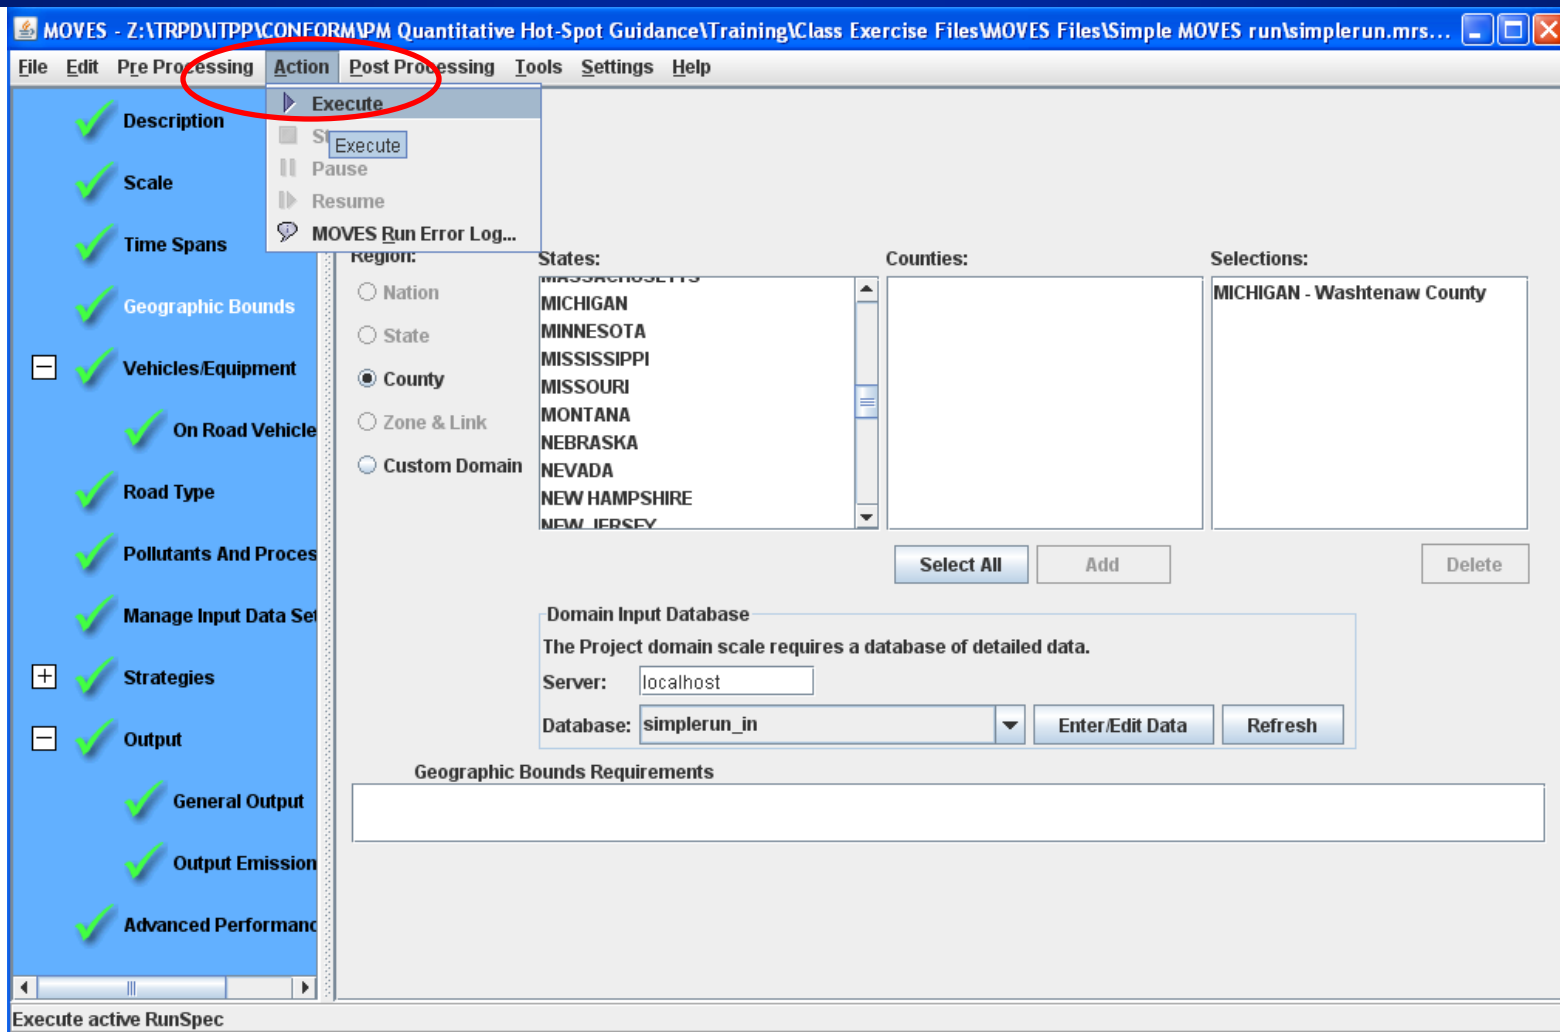 MOVES - Z:\TRPD\ITPP\CONFORM\PM Quantitative Hot-Spot Guidance\Training\Class Exercise Files\MOVES Files\Simple MOVES run\simplerun.mrs...
File Edit Pre Processing Action Post Processing Tools Settings Help
Execute
Execute
Pause
Resume
MOVES Run Error Log...
Description
Scale
Time Spans
Geographic Bounds
Vehicles/Equipment
On Road Vehicle
Road Type
Pollutants And Proces
Manage Input Data Set
Strategies
Output
General Output
Output Emission
Advanced Performanc
Region:
Nation
State
County
Zone & Link
Custom Domain
States:
MASSACHUSETTS
MICHIGAN
MINNESOTA
MISSISSIPPI
MISSOURI
MONTANA
NEBRASKA
NEVADA
NEW HAMPSHIRE
NEW JERSEY
Counties:
Selections:
MICHIGAN - Washtenaw County
Select All
Add
Delete
Domain Input Database
The Project domain scale requires a database of detailed data.
Server: localhost
Database: simplerun_in
Enter/Edit Data
Refresh
Geographic Bounds Requirements
Execute active RunSpec